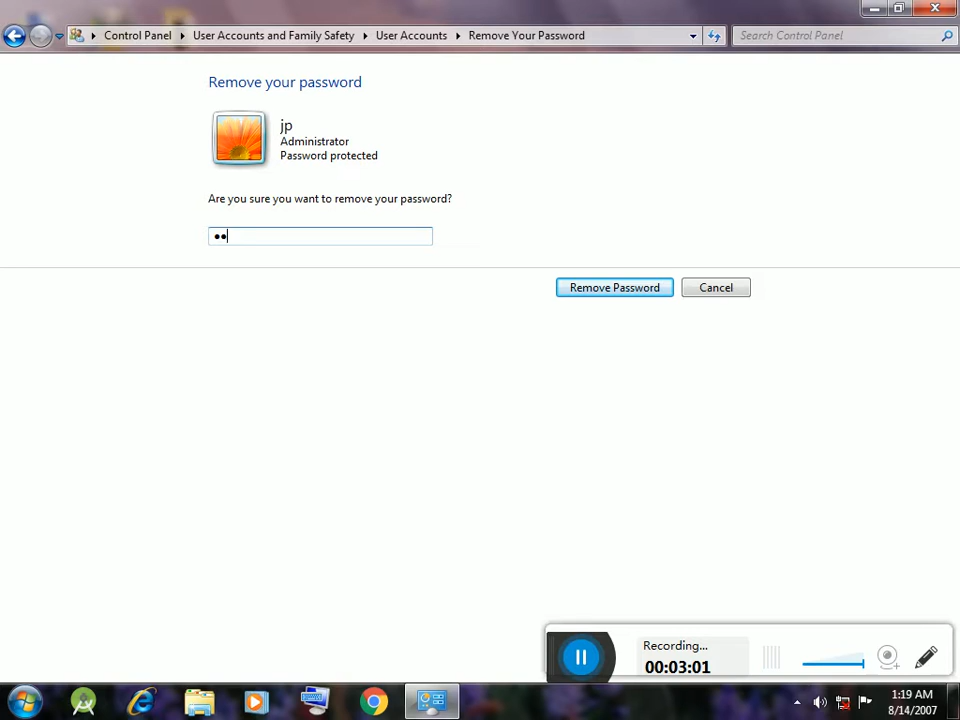 Control Panel User Accounts and Family Safety User Accounts Remove Your Password Search Control Panel
Remove your password
jp
Administrator
Password protected
Are you sure you want to remove your password?
Remove Password Cancel
Recording...
00:03:01
1:19 AM
8/14/2007